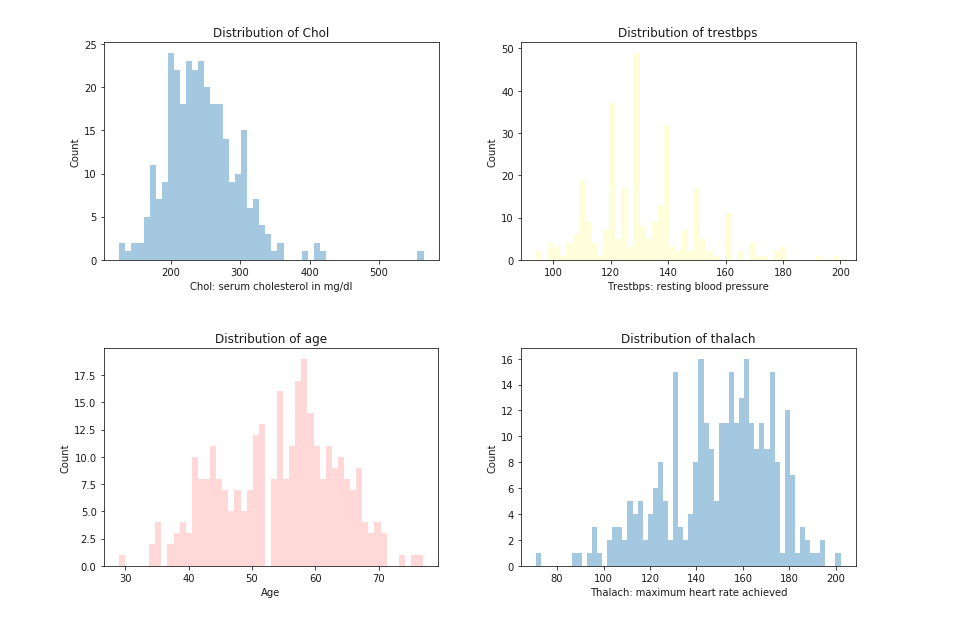 Distribution of Chol
25
20
15
10
5
0
Count
200 300 400 500
Chol: serum cholesterol in mg/dl
Distribution of trestbps
50
40
30
20
10
0
Count
100 120 140 160 180 200
Trestbps: resting blood pressure
Distribution of age
17.5
15.0
12.5
10.0
7.5
5.0
2.5
0.0
Count
30 40 50 60 70
Age
Distribution of thalach
16
14
12
10
8
6
4
2
0
Count
80 100 120 140 160 180 200
Thalach: maximum heart rate achieved